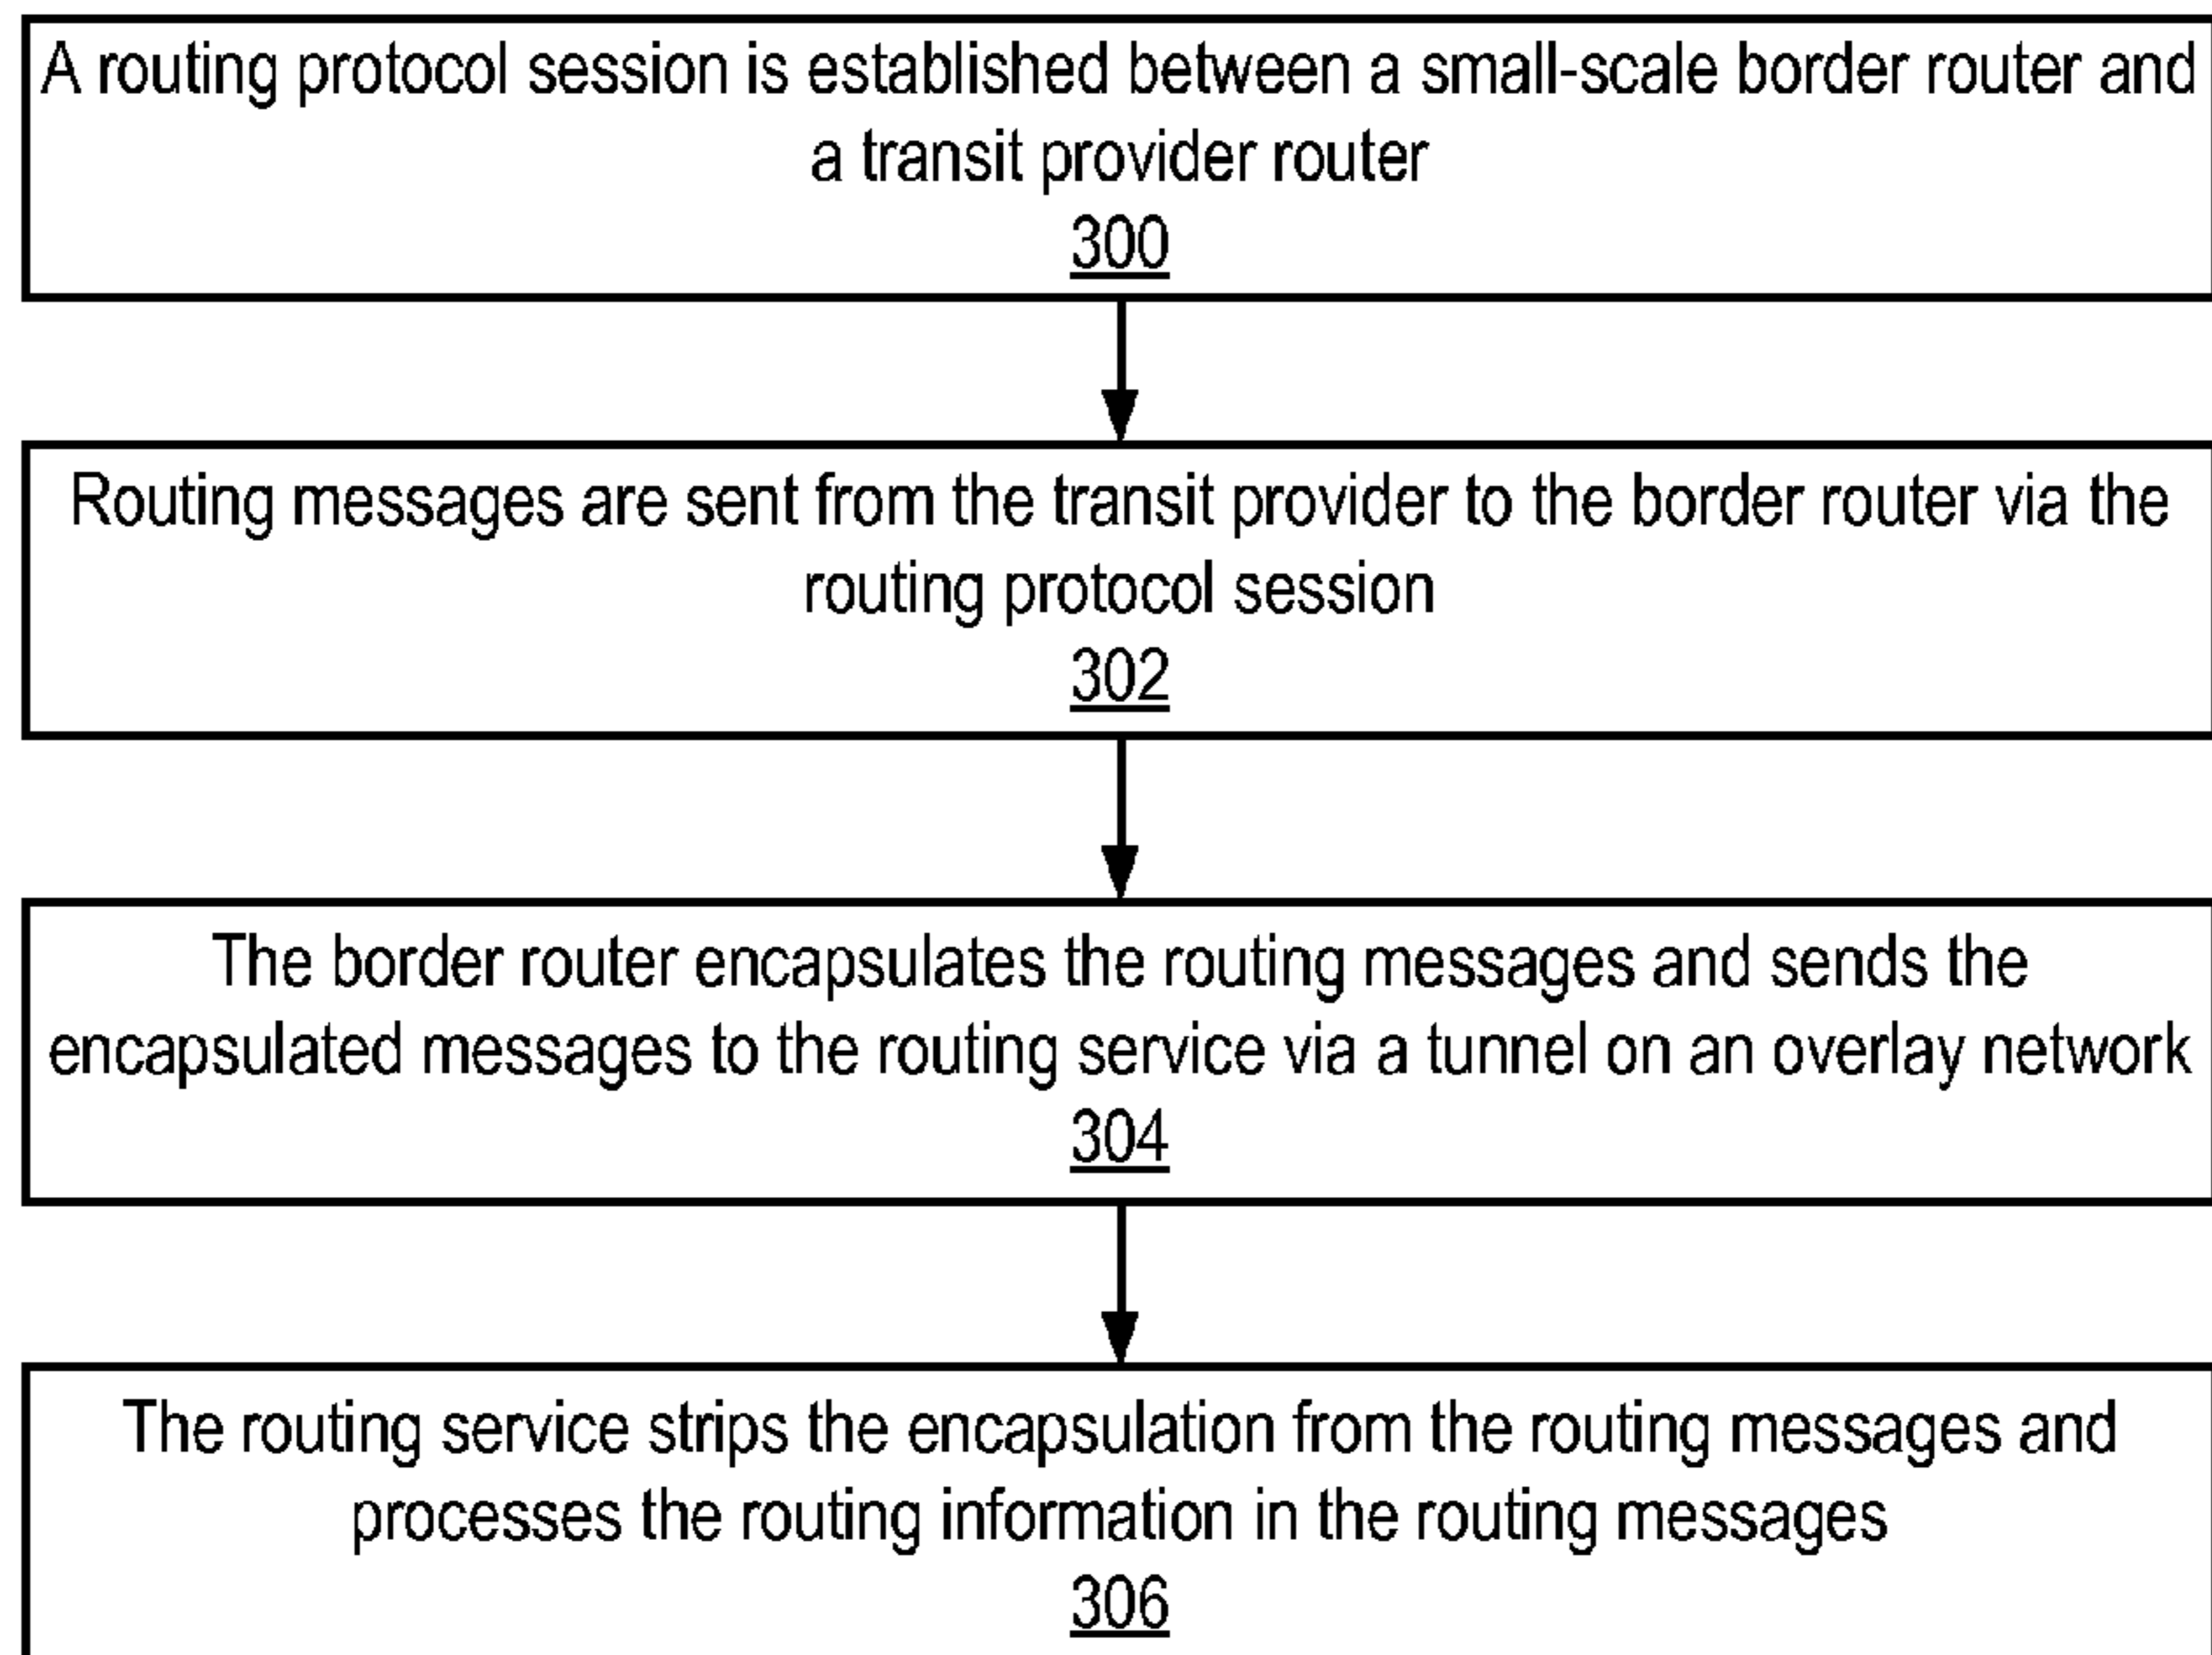 A routing protocol session is established between a small-scale border router and
a transit provider router
300
Routing messages are sent from the transit provider to the border router via the
routing protocol session
302
The border router encapsulates the routing messages and sends the
encapsulated messages to the routing service via a tunnel on an overlay network
304
The routing service strips the encapsulation from the routing messages and
processes the routing information in the routing messages
306